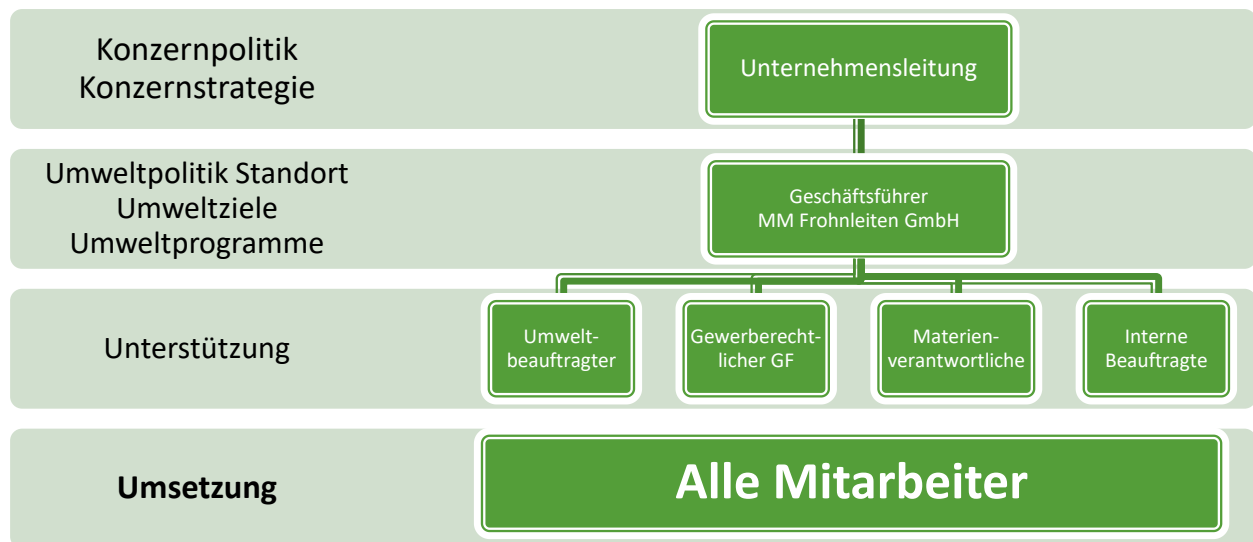 Konzernpolitik
Konzernstrategie
Unternehmensleitung
Umweltpolitik Standort
Umweltziele
Umweltprogramme
Geschäftsführer
MM Frohnleiten GmbH
Unterstützung
Umwelt-
beauftragter
Gewerberecht-
licher GF
Materien-
verantwortliche
Interne
Beauftragte
Umsetzung
Alle Mitarbeiter